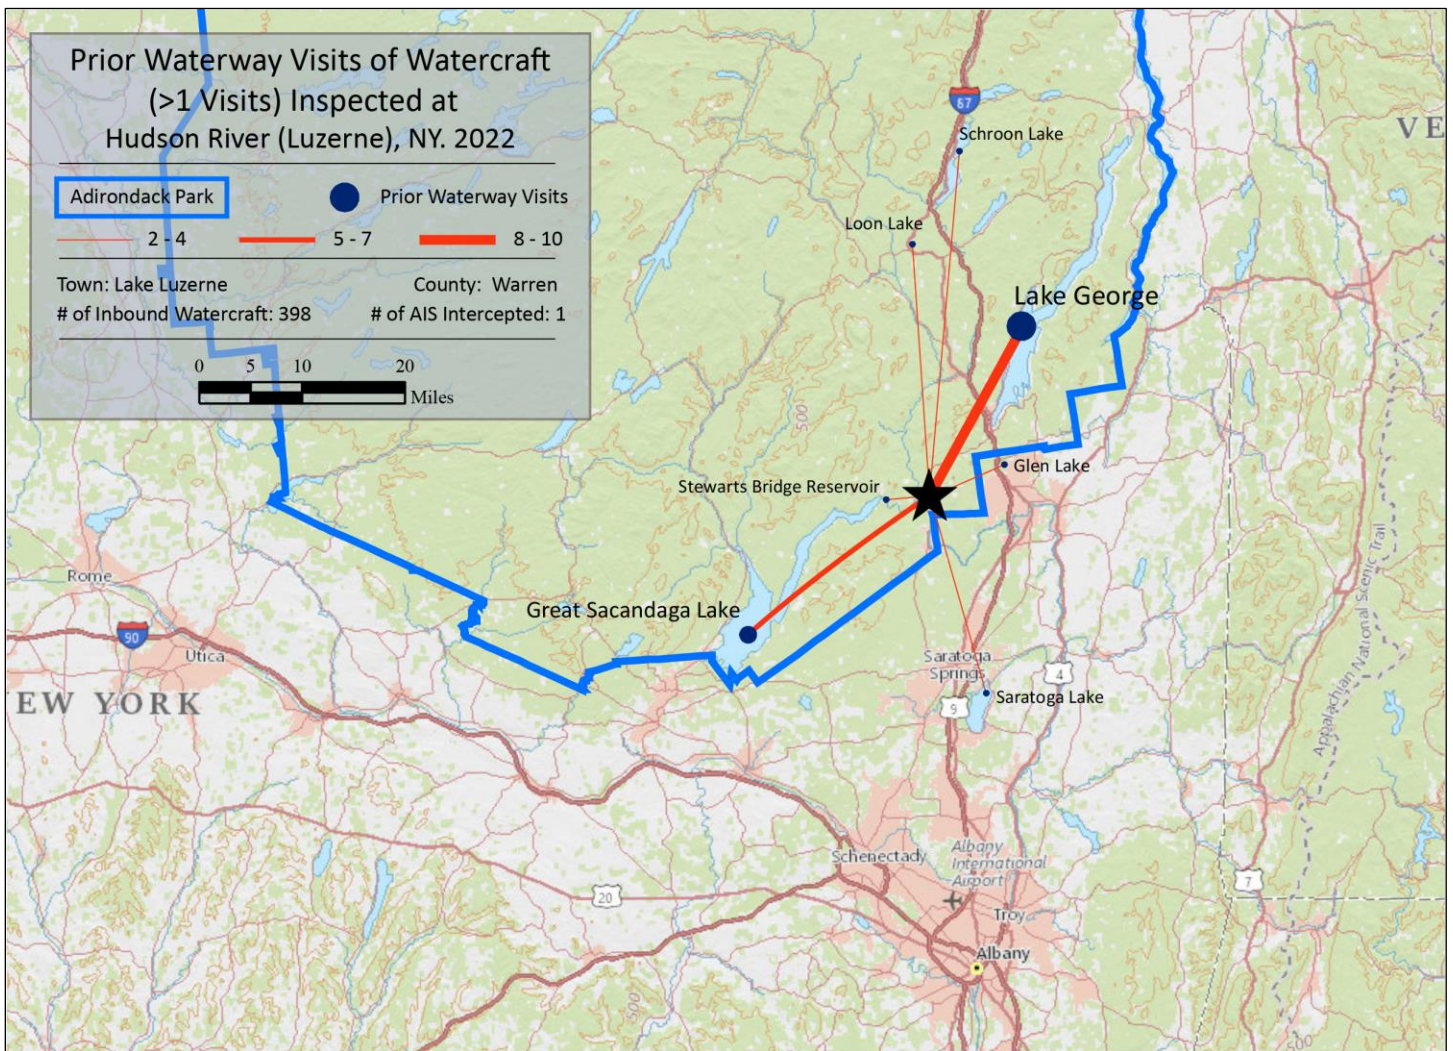 Prior Waterway Visits of Watercraft
(>1 Visits) Inspected at
Hudson River (Luzerne), NY. 2022
Adirondack Park
Prior Waterway Visits
2 - 4
5 - 7
8 - 10
Town: Lake Luzerne
County: Warren
# of Inbound Watercraft: 398
# of AIS Intercepted: 1
0 5 10 20
Miles
87
Schroon Lake
VE
Loon Lake
Lake George
500
Glen Lake
Stewarts Bridge Reservoir
Rome
90
Utica
Great Sacandaga Lake
EW YORK
Saratoga
Springs
4
9
Saratoga Lake
Appalachian National Scenic Trail
Schenectady
Albany
International
Airport
20
7
Troy
Albany
500
500